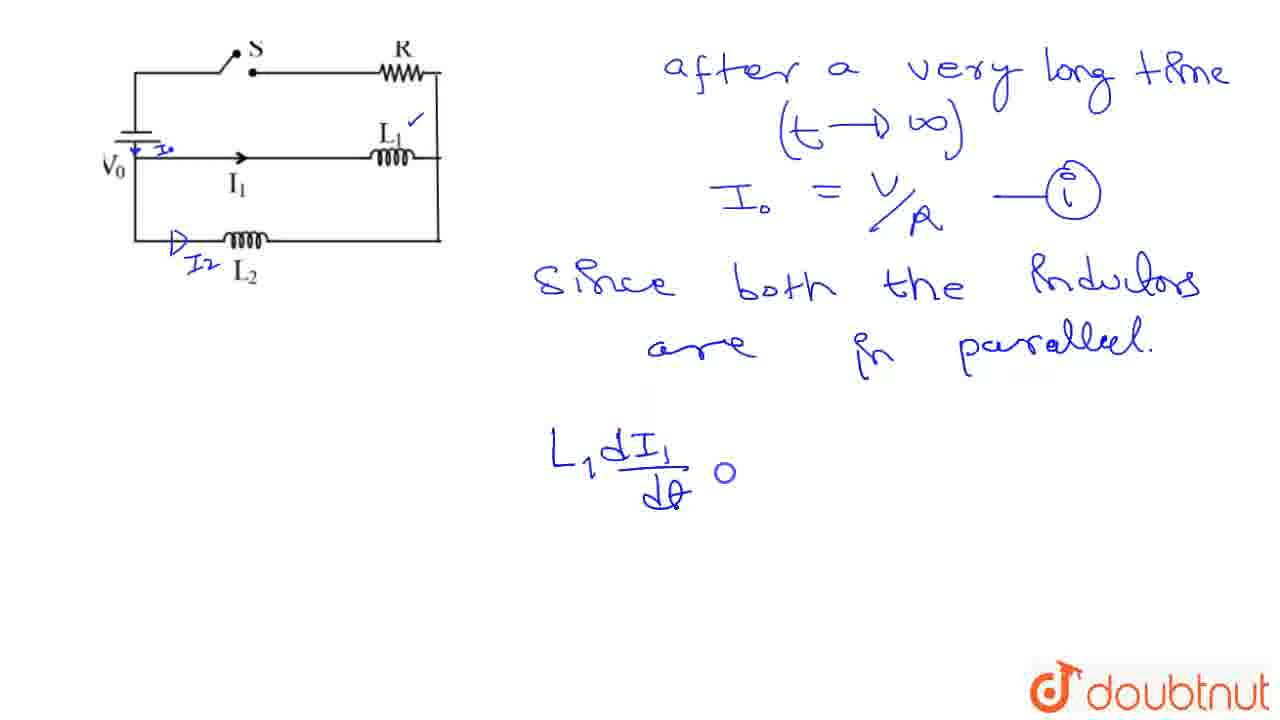 S R
L1 ✓
I₀
V0
I1
I2
L2
after a very long time
(t → ∞)
I₀ = V/R — (i)
Since both the inductors
are in parallel.
L₁ dI₁/dt
doubtnut